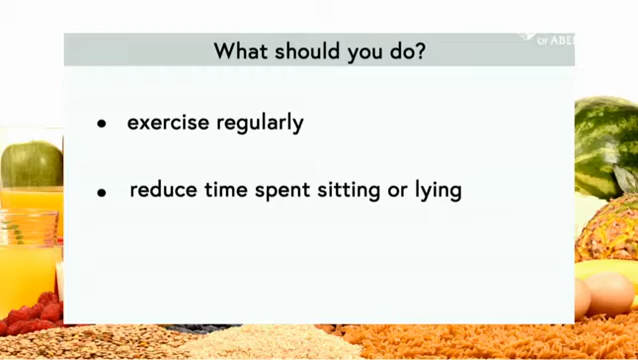 What should you do?
• exercise regularly
• reduce time spent sitting or lying